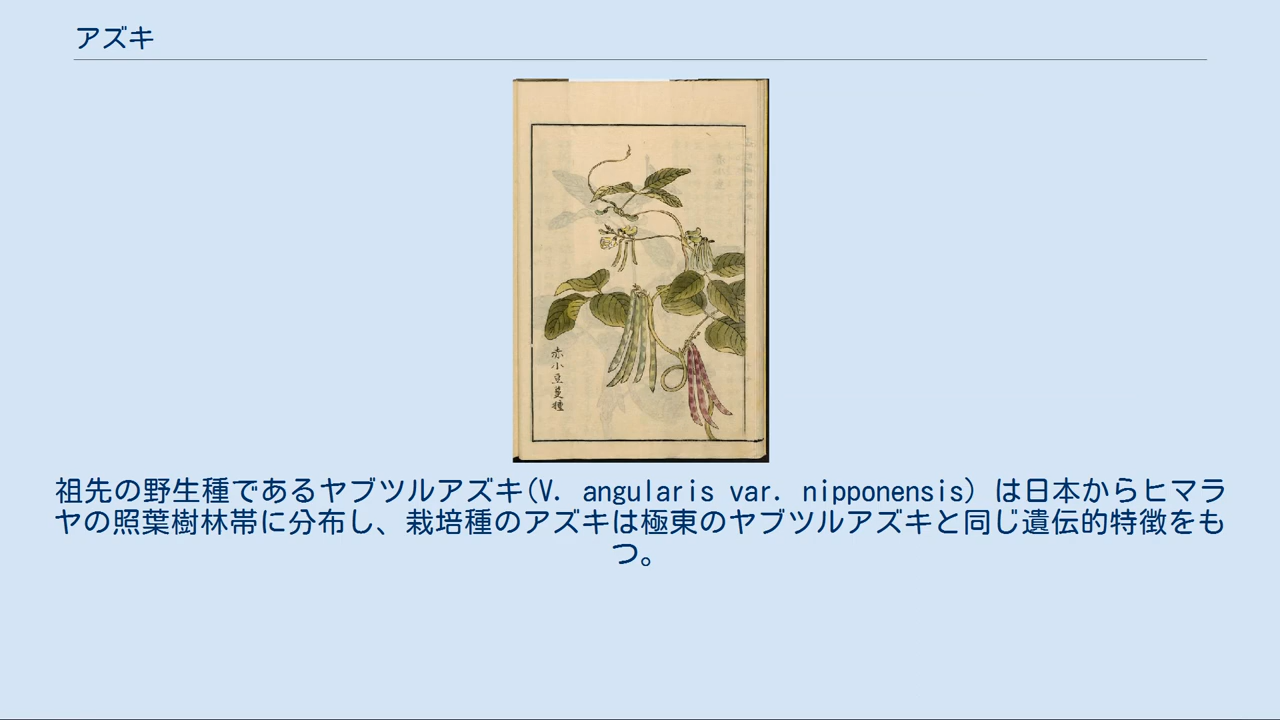 アズキ
赤小豆蔓種
祖先の野生種であるヤブツルアズキ(V. angularis var. nipponensis) は日本からヒマラ
ヤの照葉樹林帯に分布し、栽培種のアズキは極東のヤブツルアズキと同じ遺伝的特徴をも
つ。